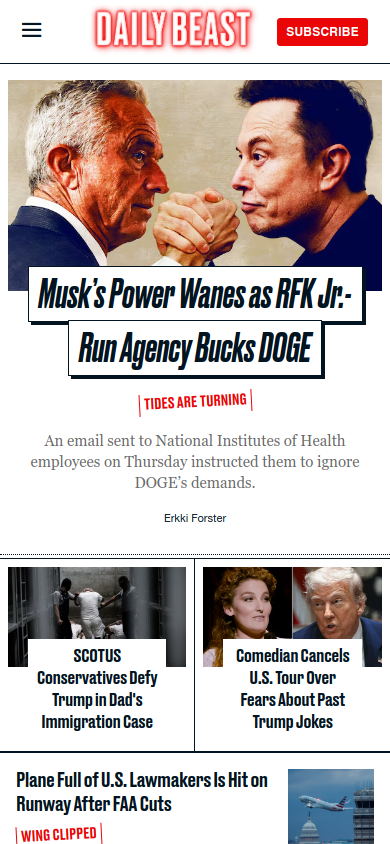 DAILY BEAST
SUBSCRIBE
Musk's Power Wanes as RFK Jr.-
Run Agency Bucks DOGE
TIDES ARE TURNING
An email sent to National Institutes of Health
employees on Thursday instructed them to ignore
DOGE's demands.
Erkki Forster
SCOTUS
Conservatives Defy
Trump in Dad's
Immigration Case
Comedian Cancels
U.S. Tour Over
Fears About Past
Trump Jokes
Plane Full of U.S. Lawmakers Is Hit on
Runway After FAA Cuts
WING CLIPPED